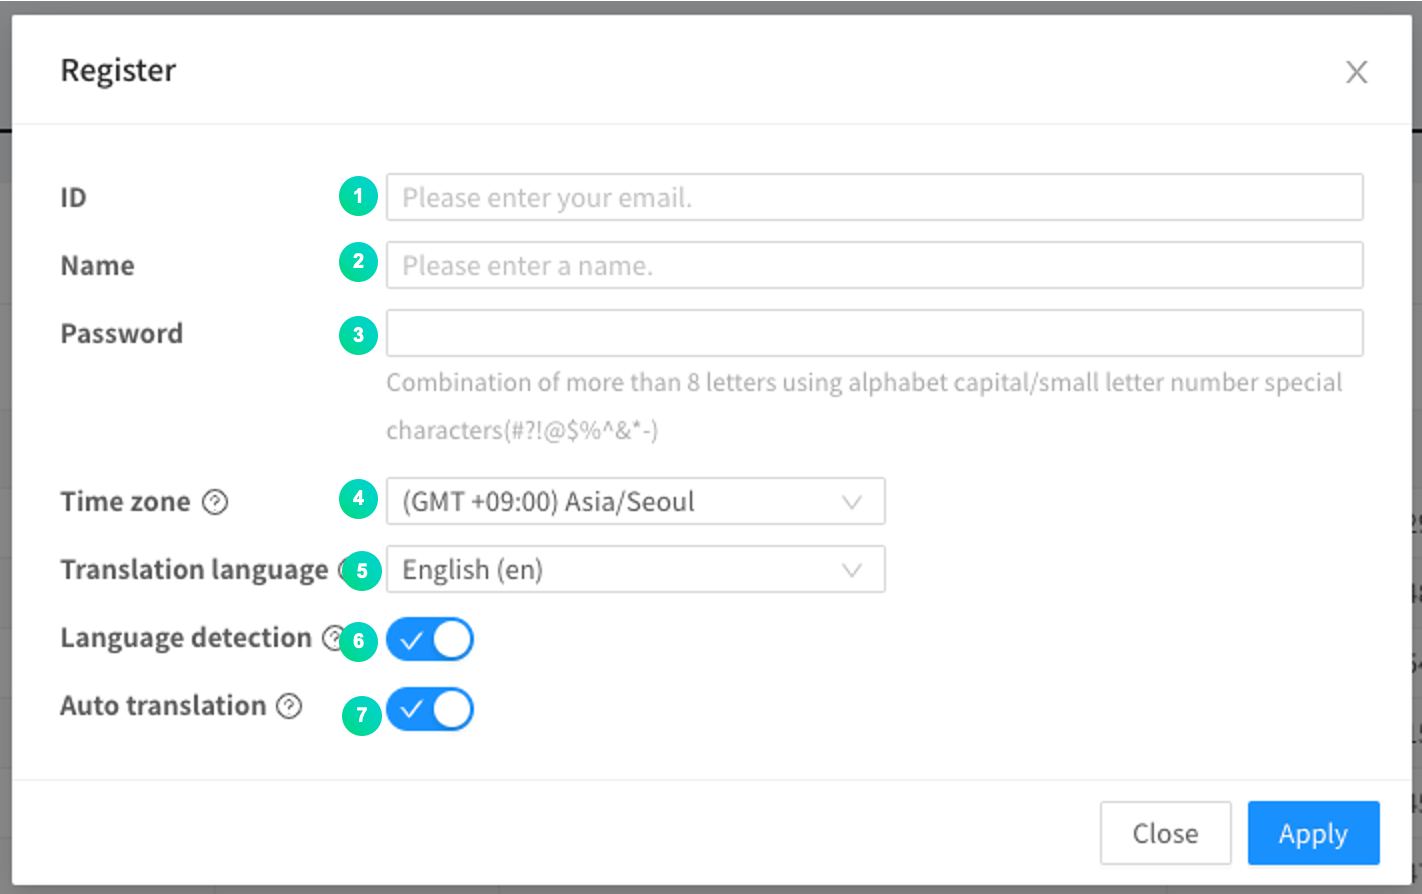 Register
ID 1 Please enter your email.
Name 2 Please enter a name.
Password 3
Combination of more than 8 letters using alphabet capital/small letter number special
characters(#?!@$%^&*-)
Time zone ? 4 (GMT +09:00) Asia/Seoul
Translation language 5 English (en)
Language detection ? 6
Auto translation ? 7
Close Apply